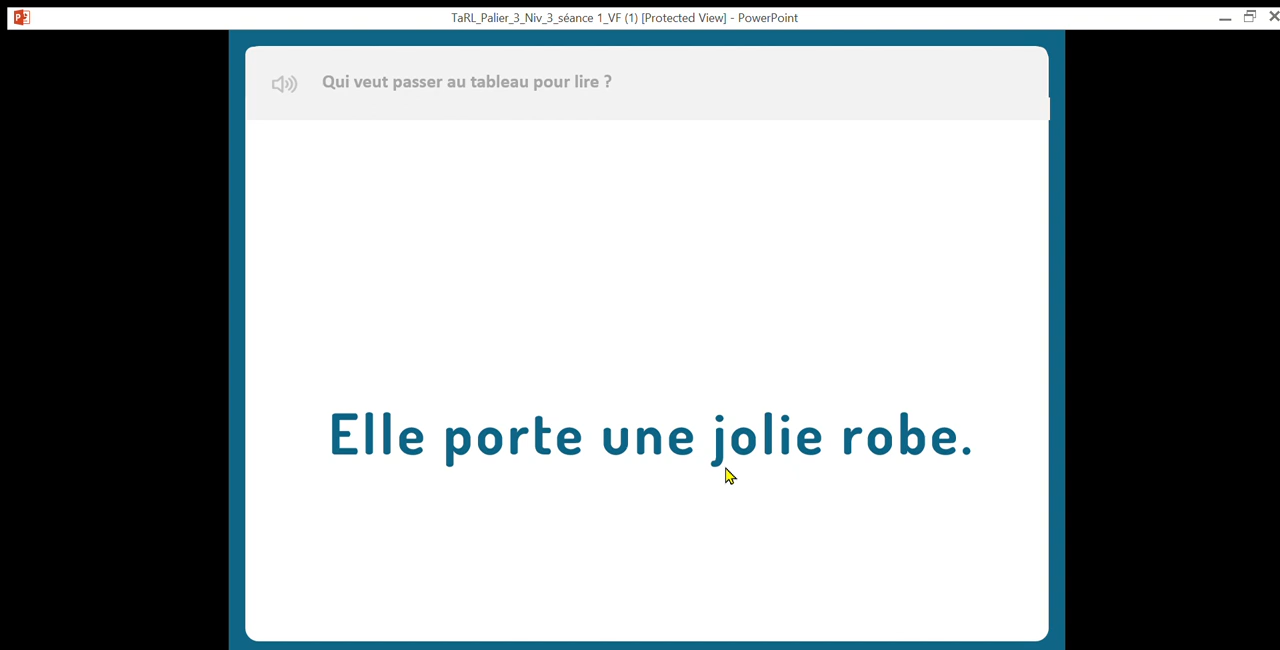 TaRL_Palier_3_Niv_3_séance 1_VF (1) [Protected View] - PowerPoint
Qui veut passer au tableau pour lire ?
Elle porte une jolie robe.